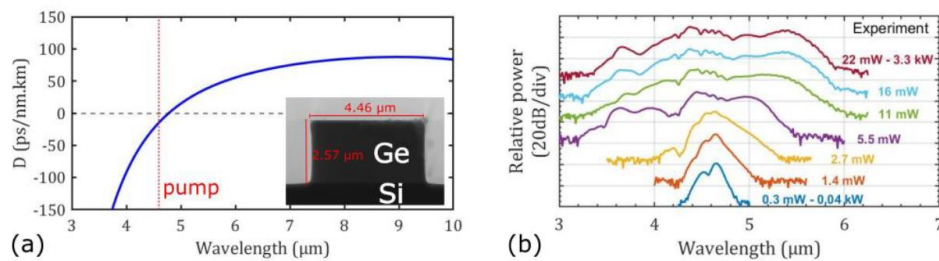 150
100
50
0
-50
-100
-150
D (ps/nm.km)
4.46 µm
2.57 µm
Ge
Si
pump
3 4 5 6 7 8 9 10
Wavelength (µm)
(a)
Experiment
22 mW - 3.3 kW
16 mW
11 mW
5.5 mW
2.7 mW
1.4 mW
0.3 mW - 0.04 kW
Relative power
(20dB/div)
3 4 5 6 7
Wavelength (µm)
(b)